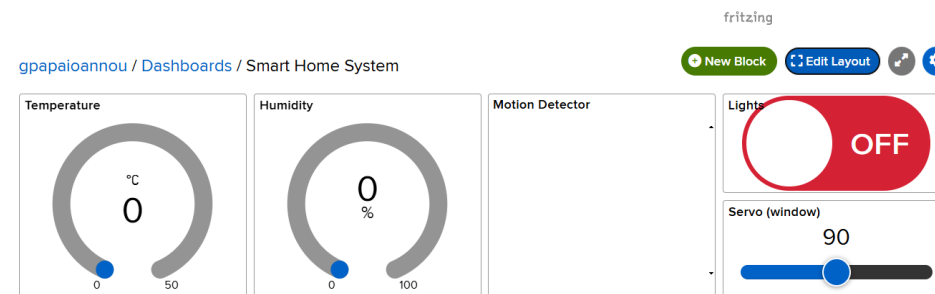 fritzing
gpapaioannou / Dashboards / Smart Home System
New Block
Edit Layout
Temperature
°C
0
0
50
Humidity
0
%
0
100
Motion Detector
Lights
OFF
Servo (window)
90